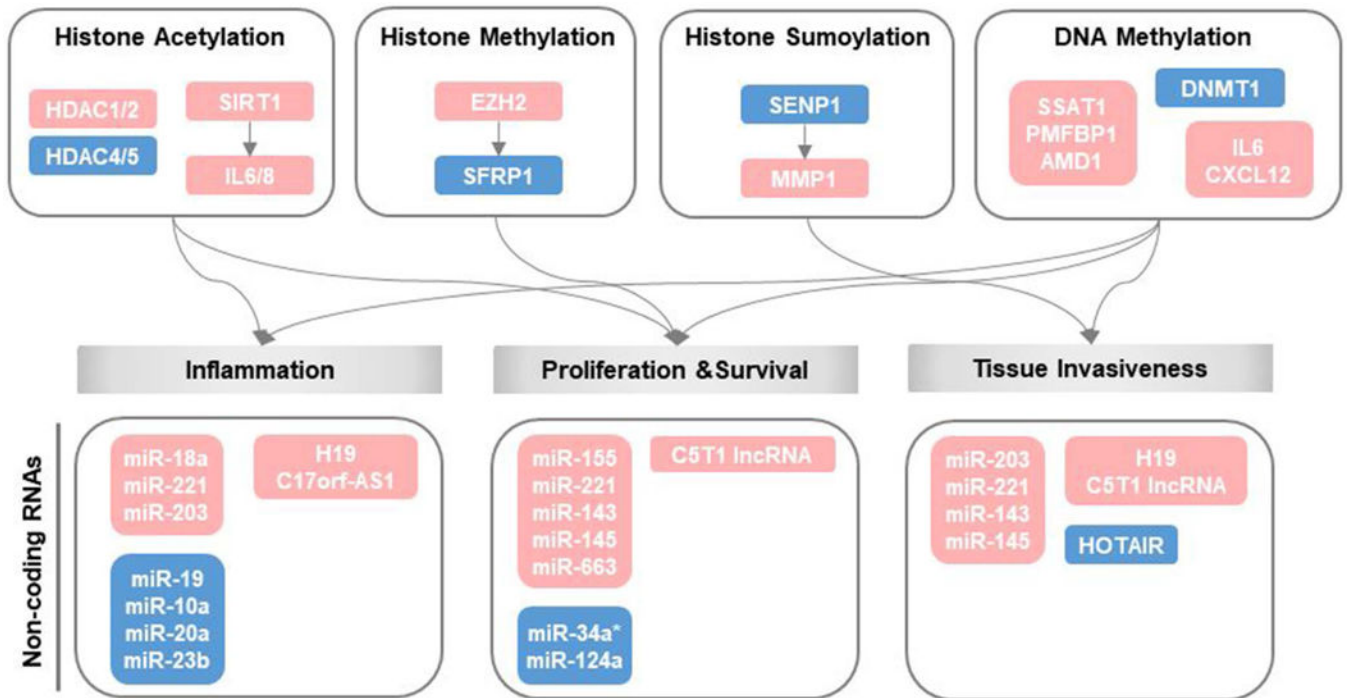 Histone Acetylation
HDAC1/2
HDAC4/5
SIRT1
IL6/8
Histone Methylation
EZH2
SFRP1
Histone Sumoylation
SENP1
MMP1
DNA Methylation
SSAT1
PMFBP1
AMD1
DNMT1
IL6
CXCL12
Inflammation
Proliferation &Survival
Tissue Invasiveness
Non-coding RNAs
miR-18a
miR-221
miR-203
H19
C17orf-AS1
miR-19
miR-10a
miR-20a
miR-23b
miR-155
miR-221
miR-143
miR-145
miR-663
C5T1 lncRNA
miR-34a*
miR-124a
miR-203
miR-221
miR-143
miR-145
H19
C5T1 lncRNA
HOTAIR